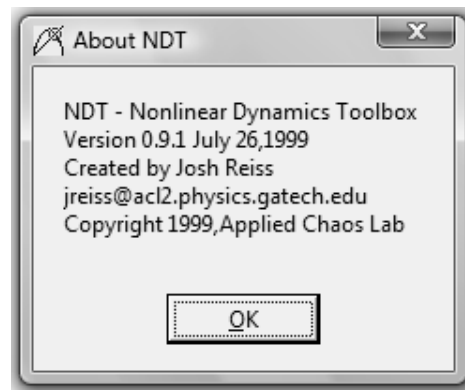 About NDT
NDT - Nonlinear Dynamics Toolbox
Version 0.9.1 July 26,1999
Created by Josh Reiss
jreiss@acl2.physics.gatech.edu
Copyright 1999,Applied Chaos Lab
OK